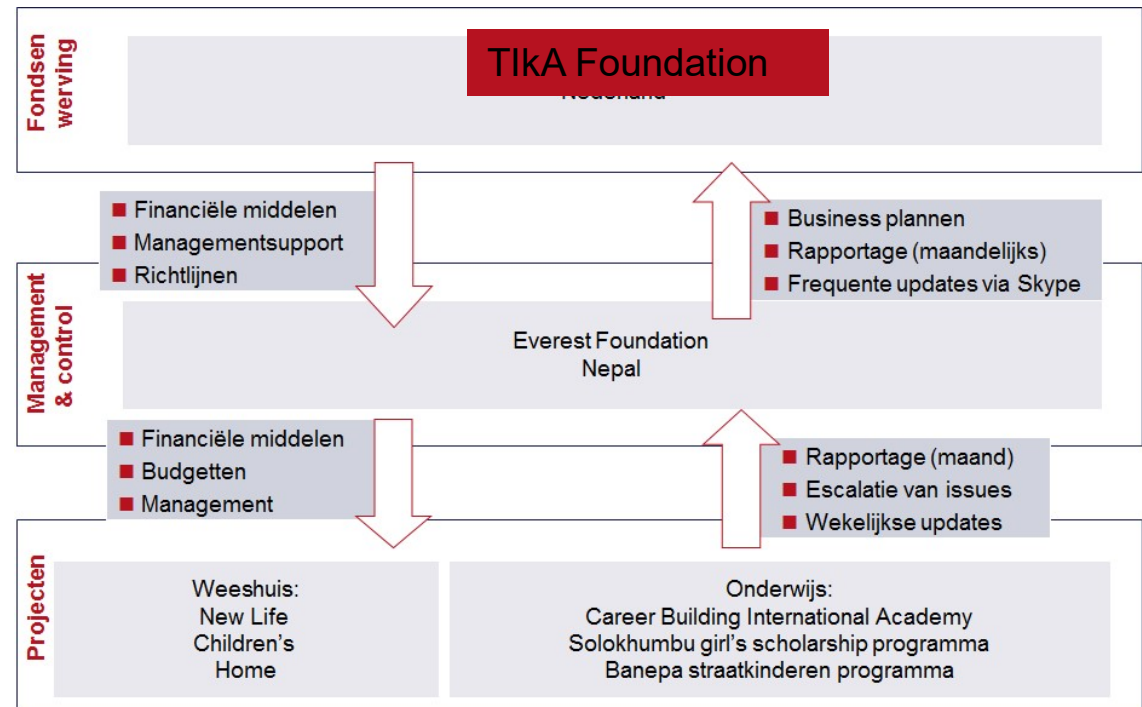 Fondsen
werving
TIkA Foundation
Nederland
Financiële middelen
Managementsupport
Richtlijnen
Business plannen
Rapportage (maandelijks)
Frequente updates via Skype
Management
& control
Everest Foundation
Nepal
Financiële middelen
Budgetten
Management
Rapportage (maand)
Escalatie van issues
Wekelijkse updates
Projecten
Weeshuis:
New Life
Children's
Home
Onderwijs:
Career Building International Academy
Solokhumbu girl's scholarship programma
Banepa straatkinderen programma